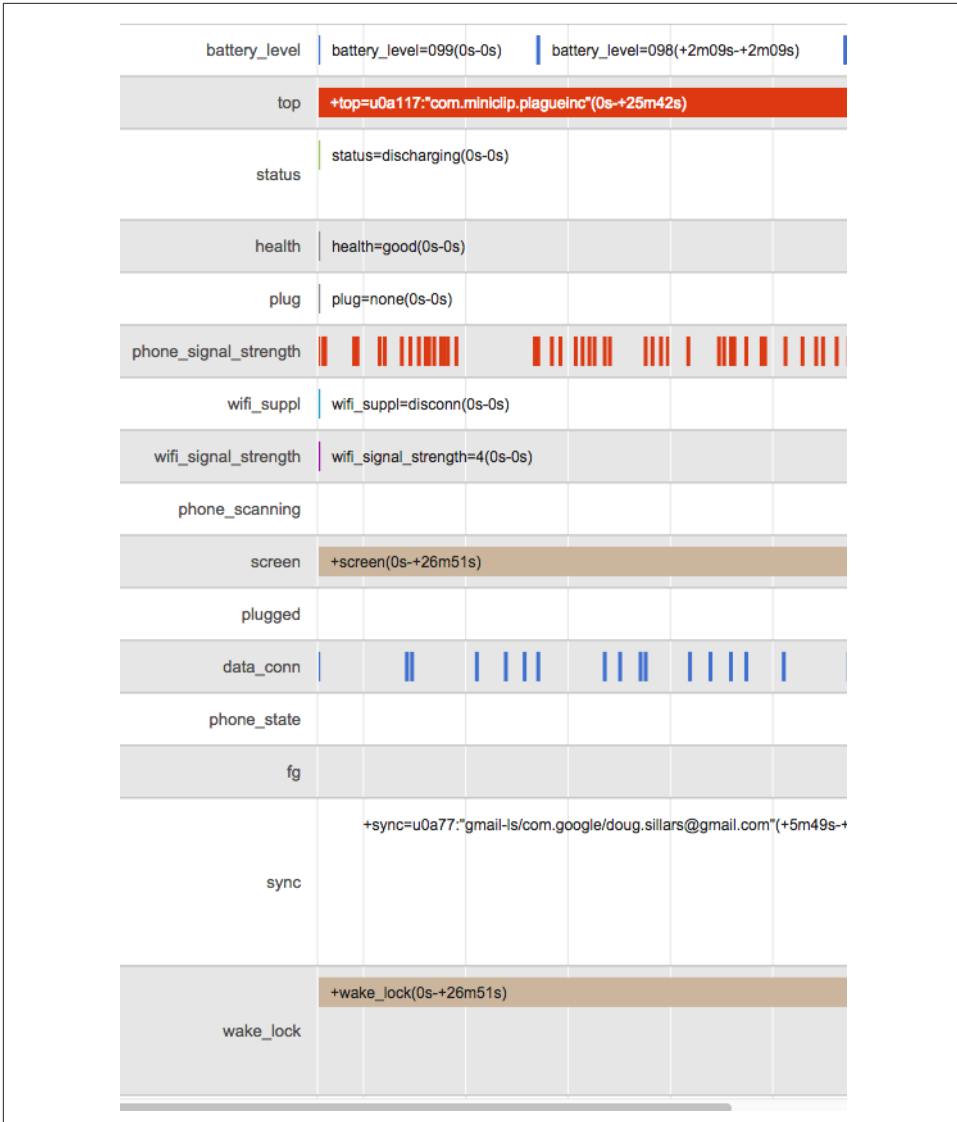 battery_level battery_level=099(0s-0s) battery_level=098(+2m09s-+2m09s)
top +top=u0a117:"com.miniclip.plagueinc"(0s-+25m42s)
status=discharging(0s-0s)
status
health health=good(0s-0s)
plug plug=none(0s-0s)
phone_signal_strength
wifi_suppl wifi_suppl=disconn(0s-0s)
wifi_signal_strength wifi_signal_strength=4(0s-0s)
phone_scanning
screen +screen(0s-+26m51s)
plugged
data_conn
phone_state
fg
+sync=u0a77:"gmail-ls/com.google/doug.sillars@gmail.com"(+5m49s-+
sync
+wake_lock(0s-+26m51s)
wake_lock